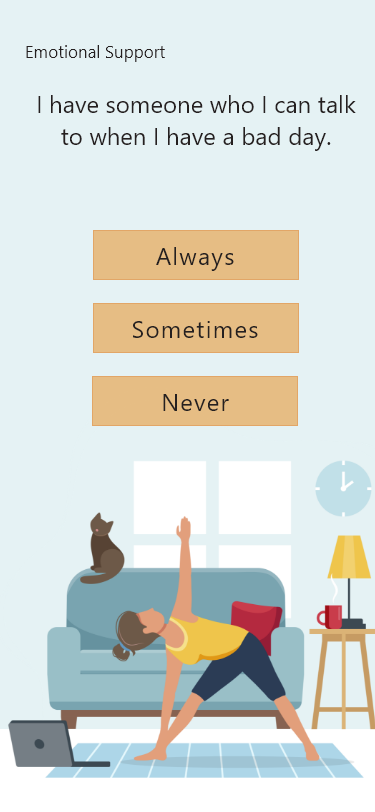 Emotional Support
I have someone who I can talk
to when I have a bad day.
Always
Sometimes
Never